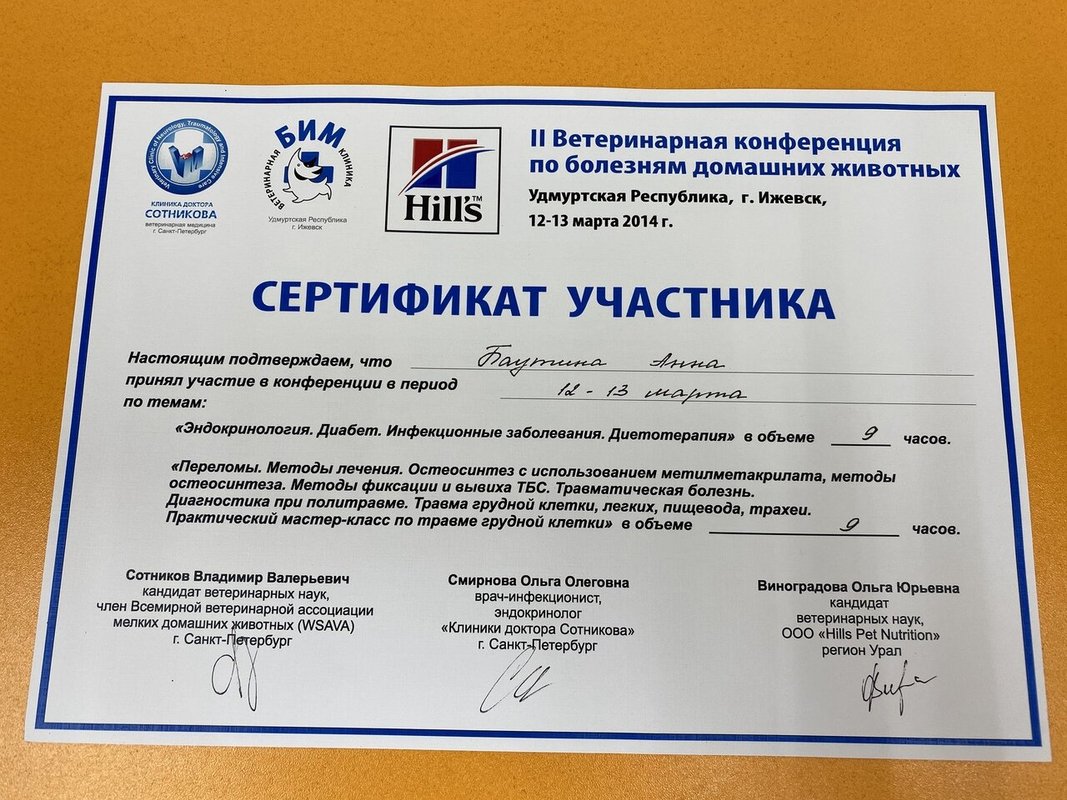 Veterinary Clinic of Neurology, Traumatology and Intensive Care
КЛИНИКА ДОКТОРА
СОТНИКОВА
ветеринарная медицина
г. Санкт-Петербург
БИМ
ВЕТЕРИНАРНАЯ КЛИНИКА
Удмуртская Республика
г. Ижевск
Hill's™
II Ветеринарная конференция
по болезням домашних животных
Удмуртская Республика, г. Ижевск,
12-13 марта 2014 г.
СЕРТИФИКАТ УЧАСТНИКА
Настоящим подтверждаем, что Баутина Анна
принял участие в конференции в период 12 - 13 марта
по темам:
«Эндокринология. Диабет. Инфекционные заболевания. Диетотерапия» в объеме 9 часов.
«Переломы. Методы лечения. Остеосинтез с использованием метилметакрилата, методы
остеосинтеза. Методы фиксации и вывиха ТБС. Травматическая болезнь.
Диагностика при политравме. Травма грудной клетки, легких, пищевода, трахеи.
Практический мастер-класс по травме грудной клетки» в объеме 9 часов.
Сотников Владимир Валерьевич
кандидат ветеринарных наук,
член Всемирной ветеринарной ассоциации
мелких домашних животных (WSAVA)
г. Санкт-Петербург
Смирнова Ольга Олеговна
врач-инфекционист,
эндокринолог
«Клиники доктора Сотникова»
г. Санкт-Петербург
Виноградова Ольга Юрьевна
кандидат
ветеринарных наук,
ООО «Hills Pet Nutrition»
регион Урал